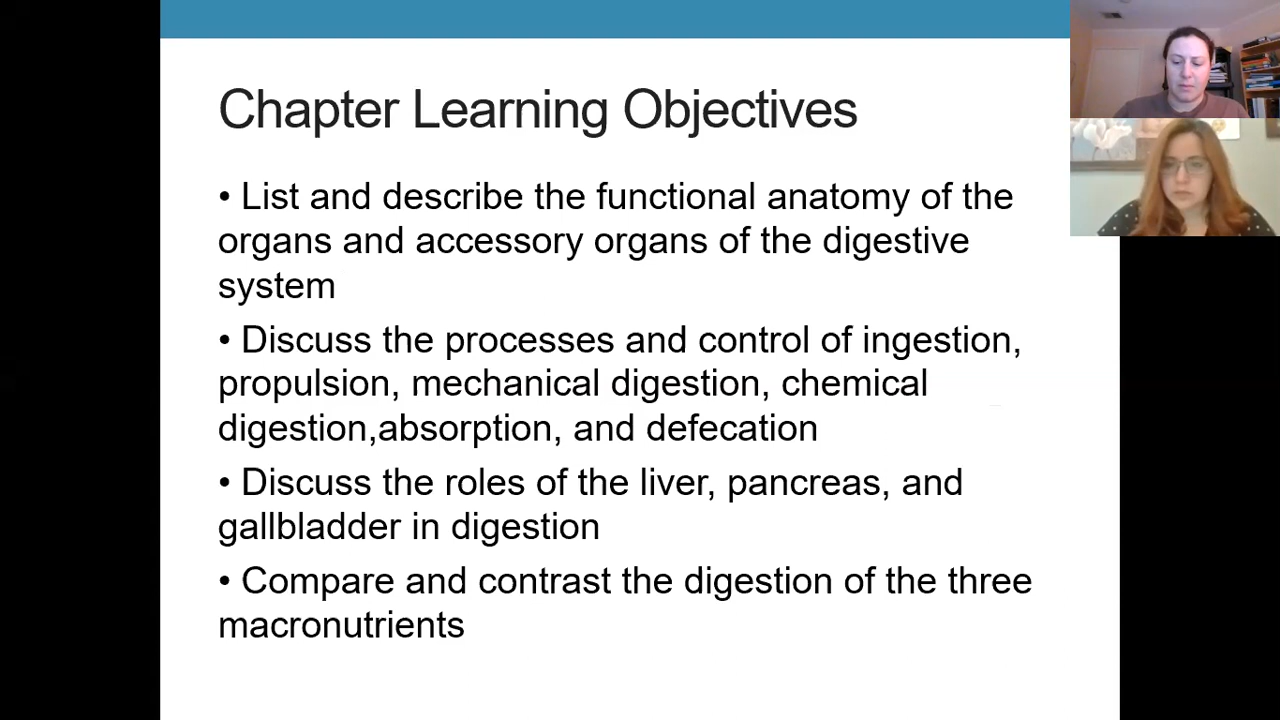 Chapter Learning Objectives
• List and describe the functional anatomy of the
organs and accessory organs of the digestive
system
• Discuss the processes and control of ingestion,
propulsion, mechanical digestion, chemical
digestion,absorption, and defecation
• Discuss the roles of the liver, pancreas, and
gallbladder in digestion
• Compare and contrast the digestion of the three
macronutrients